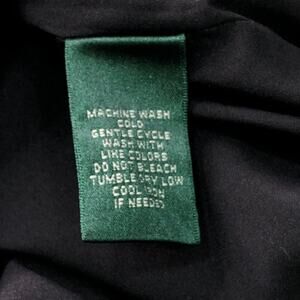 MACHINE WASH
COLD
GENTLE CYCLE
WASH WITH
LIKE COLORS
DO NOT BLEACH
TUMBLE DRY LOW
COOL IRON
IF NEEDED